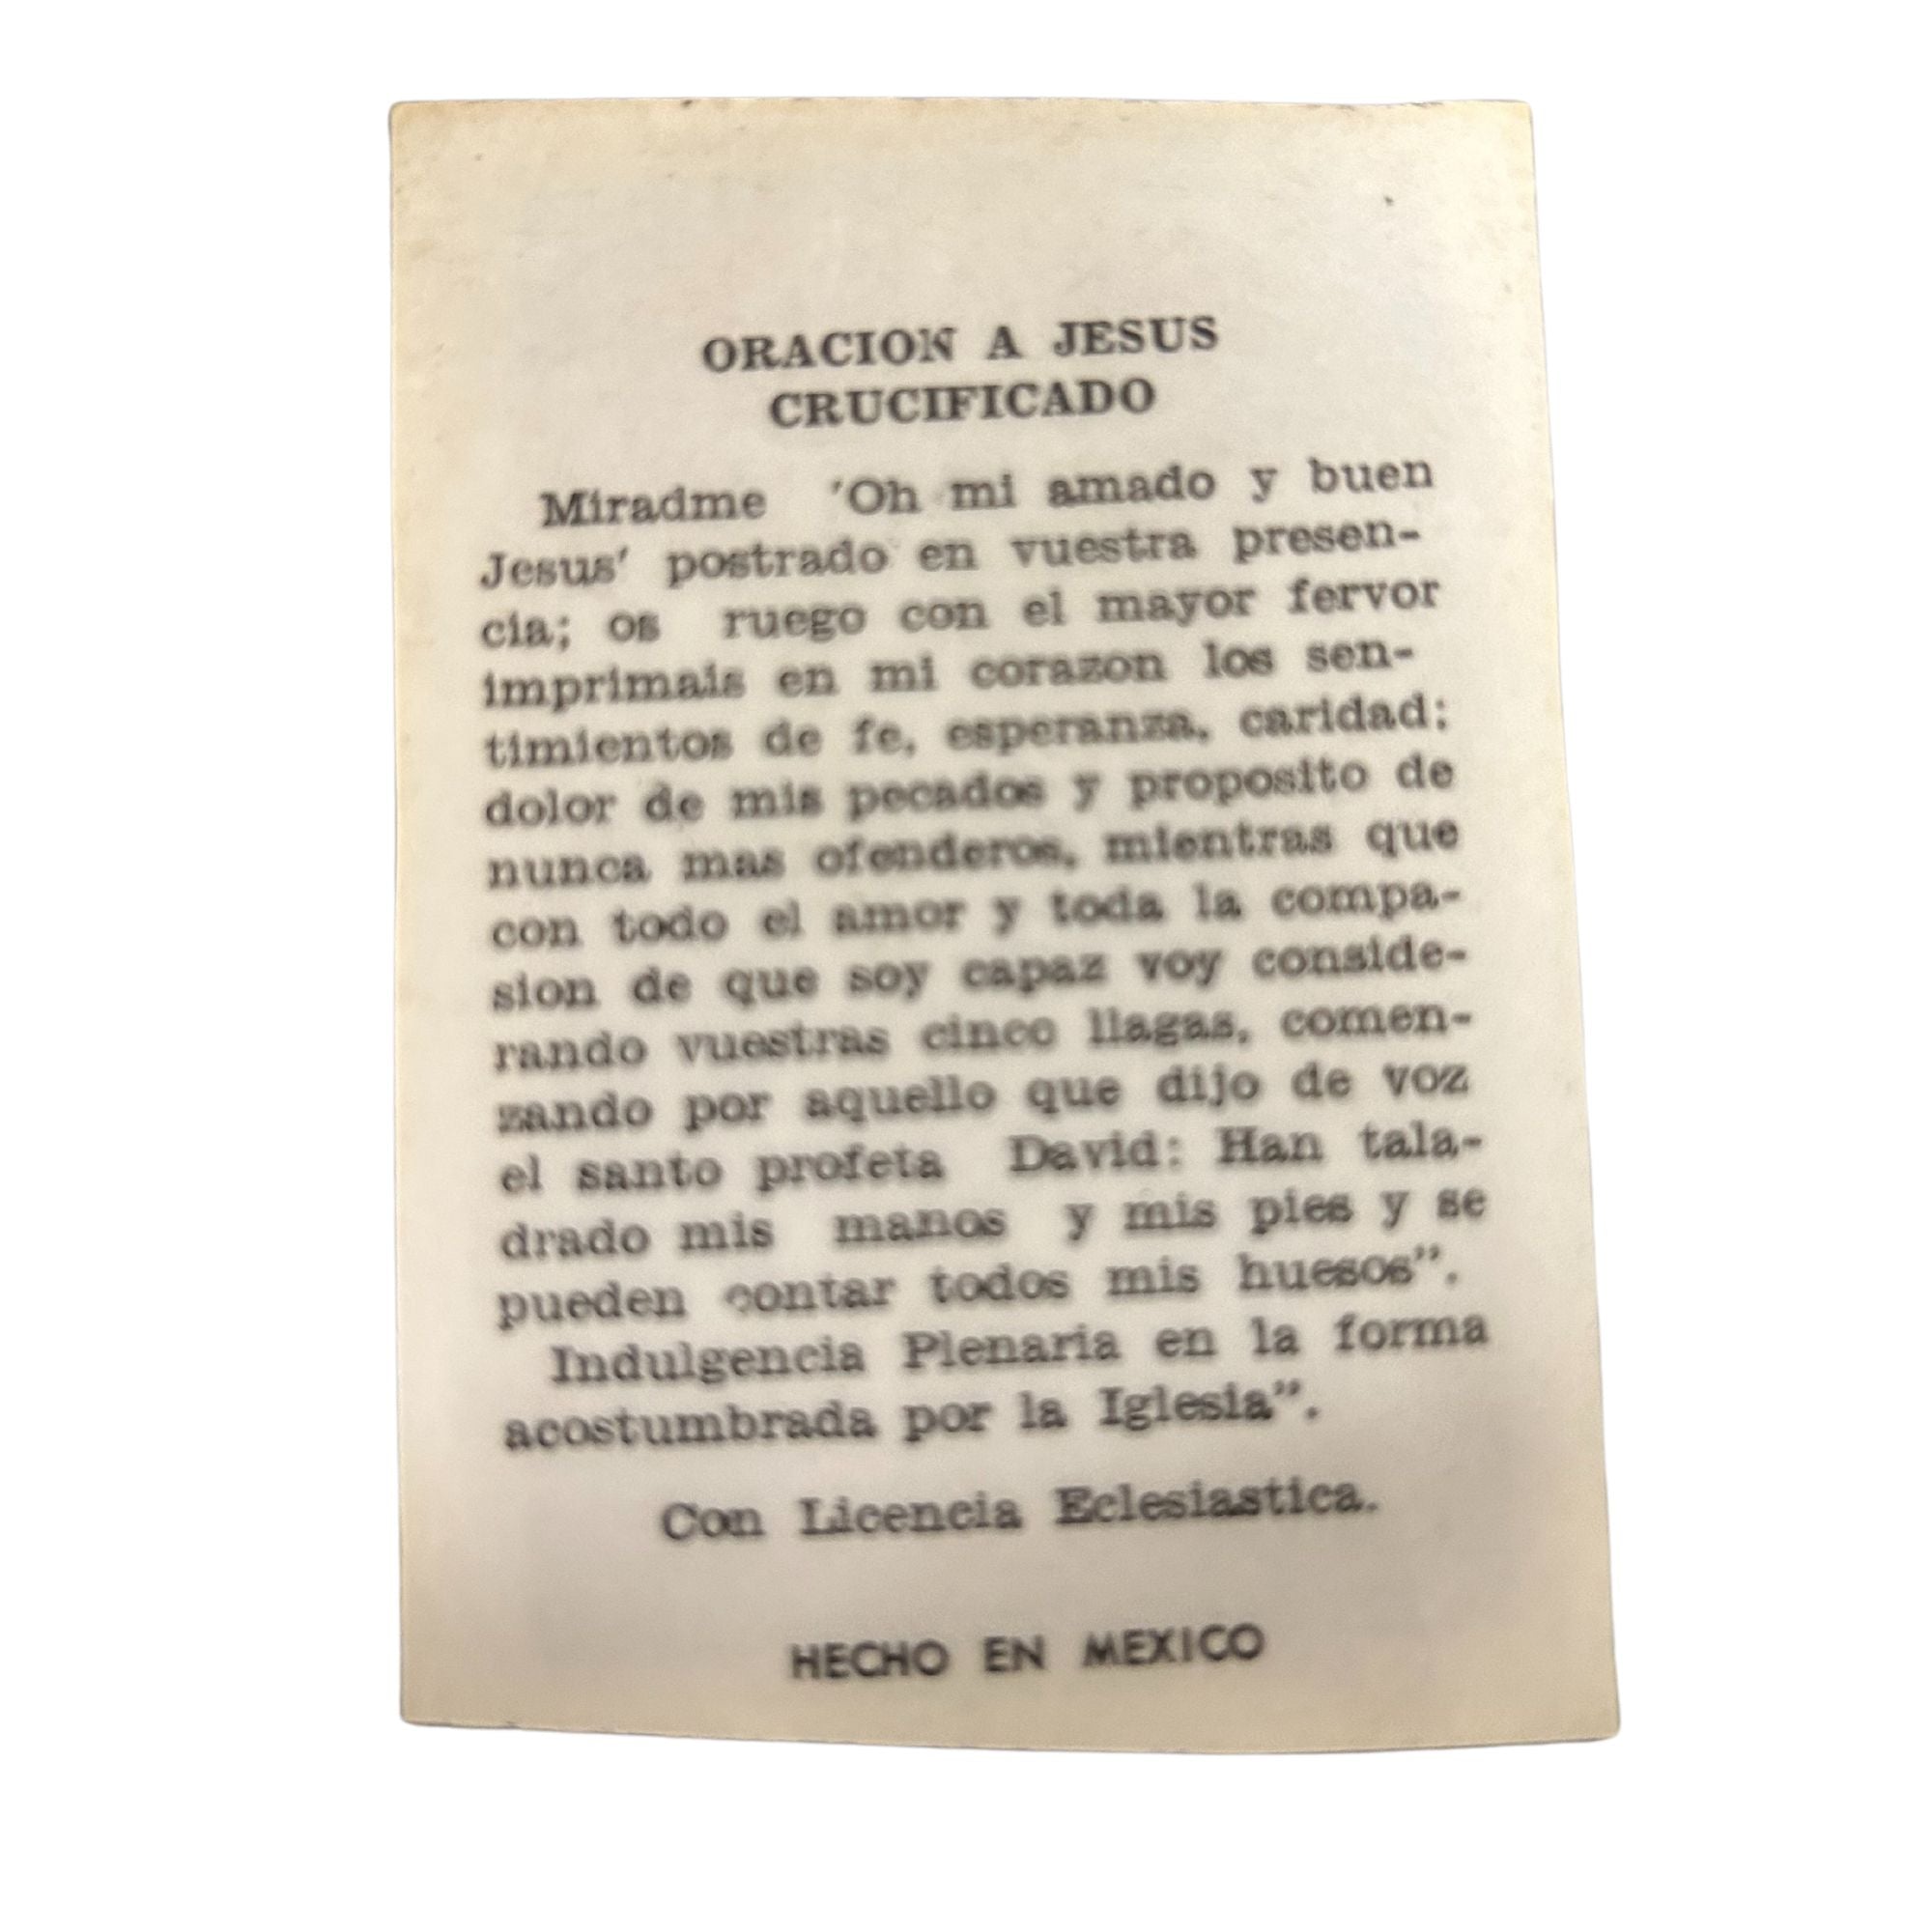 ORACION A JESUS
CRUCIFICADO
Miradme 'Oh mi amado y buen
Jesus' postrado en vuestra presen-
cia; os ruego con el mayor fervor
imprimais en mi corazon los sen-
timientos de fe, esperanza, caridad;
dolor de mis pecados y proposito de
nunca mas ofenderos, mientras que
con todo el amor y toda la compa-
sion de que soy capaz voy conside-
rando vuestras cinco llagas, comen-
zando por aquello que dijo de voz
el santo profeta David: Han tala-
drado mis manos y mis pies y se
pueden contar todos mis huesos".
Indulgencia Plenaria en la forma
acostumbrada por la Iglesia".
Con Licencia Eclesiastica.
HECHO EN MEXICO